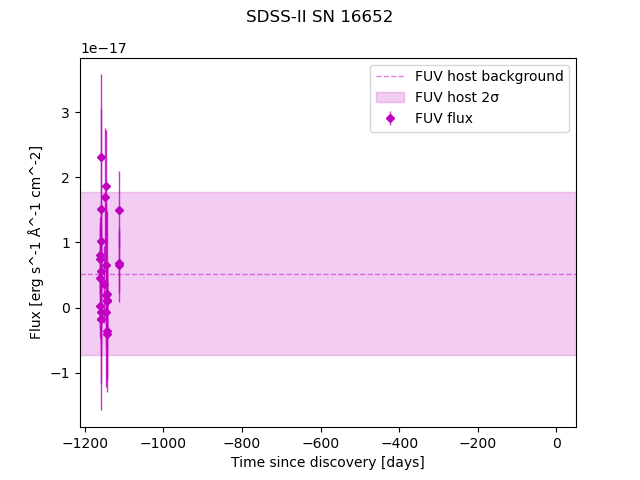 SDSS-II SN 16652
1e−17
FUV host background
FUV host 2σ
FUV flux
3
2
1
0
−1
Flux [erg s^-1 Å^-1 cm^-2]
−1200
−1000
−800
−600
−400
−200
0
Time since discovery [days]